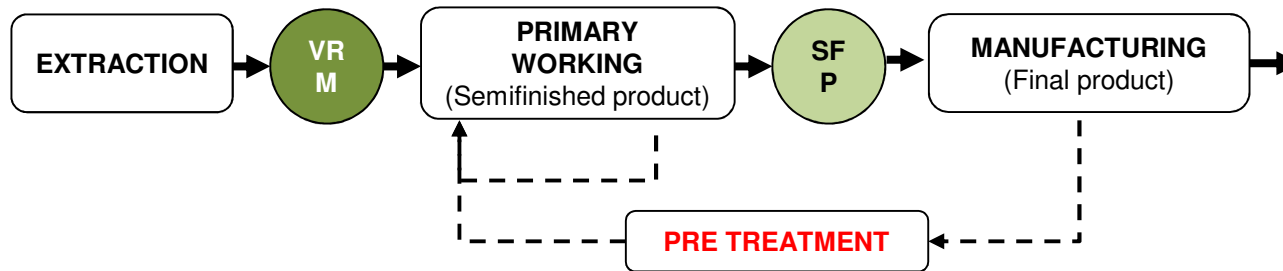 EXTRACTION
VR
M
PRIMARY
WORKING
(Semifinished product)
SF
P
MANUFACTURING
(Final product)
PRE TREATMENT